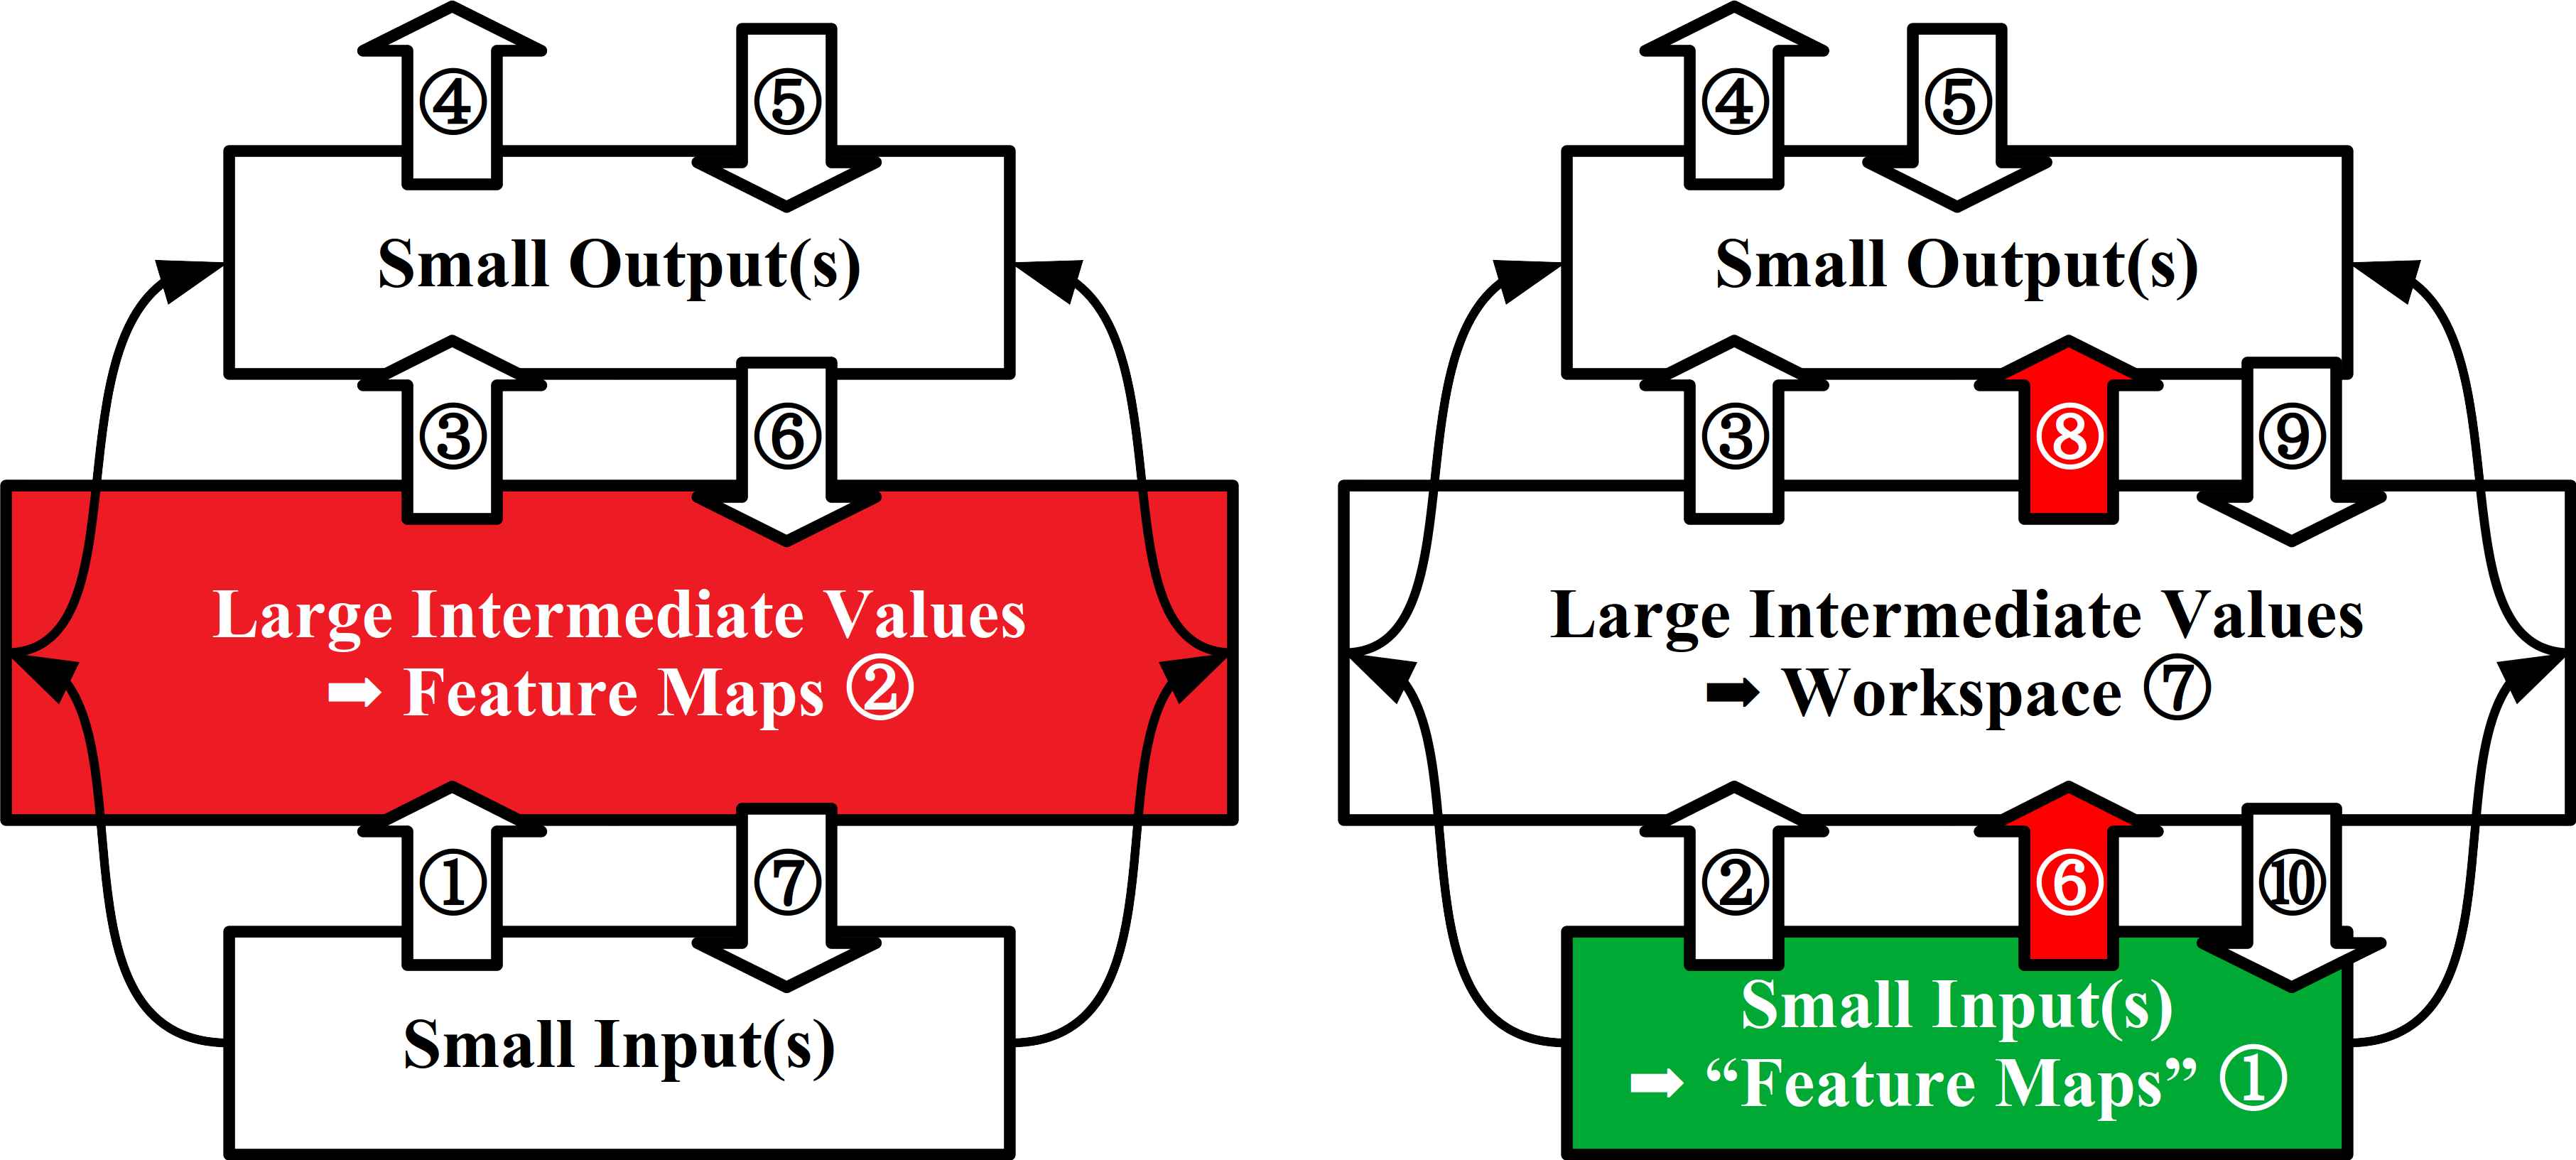 ④ ⑤
Small Output(s)
③ ⑥
Large Intermediate Values
➡ Feature Maps ②
① ⑦
Small Input(s)
④ ⑤
Small Output(s)
③ ⑧ ⑨
Large Intermediate Values
➡ Workspace ⑦
② ⑥ ⑩
Small Input(s)
➡ “Feature Maps” ①